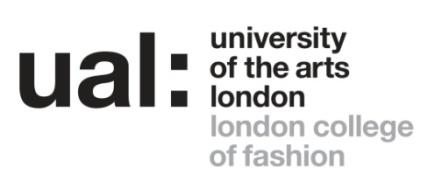 ual:
university
of the arts
london
london college
of fashion